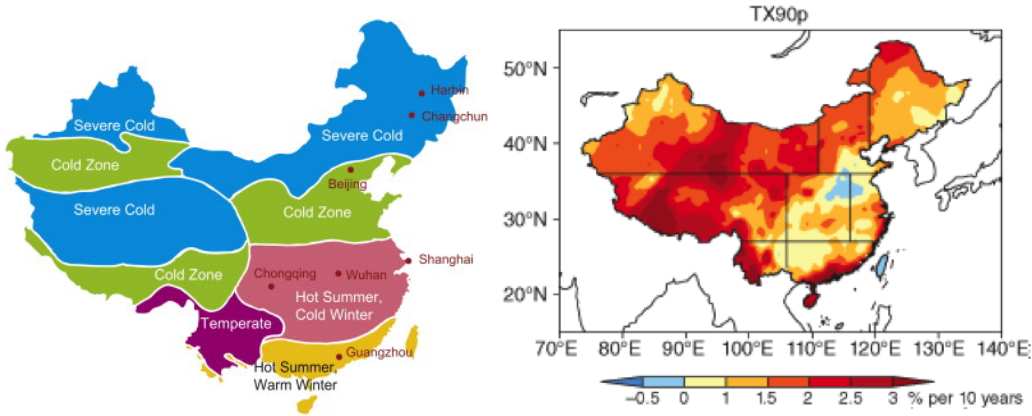 Harbin
Changchun
Severe Cold
Severe Cold
Cold Zone
Beijing
Severe Cold
Cold Zone
Shanghai
Cold Zone
Chongqing
Wuhan
Hot Summer,
Cold Winter
Temperate
Guangzhou
Hot Summer,
Warm Winter
TX90p
50°N
40°N
30°N
20°N
70°E 80°E 90°E 100°E 110°E 120°E 130°E 140°E
−0.5 0 1 1.5 2 2.5 3 % per 10 years